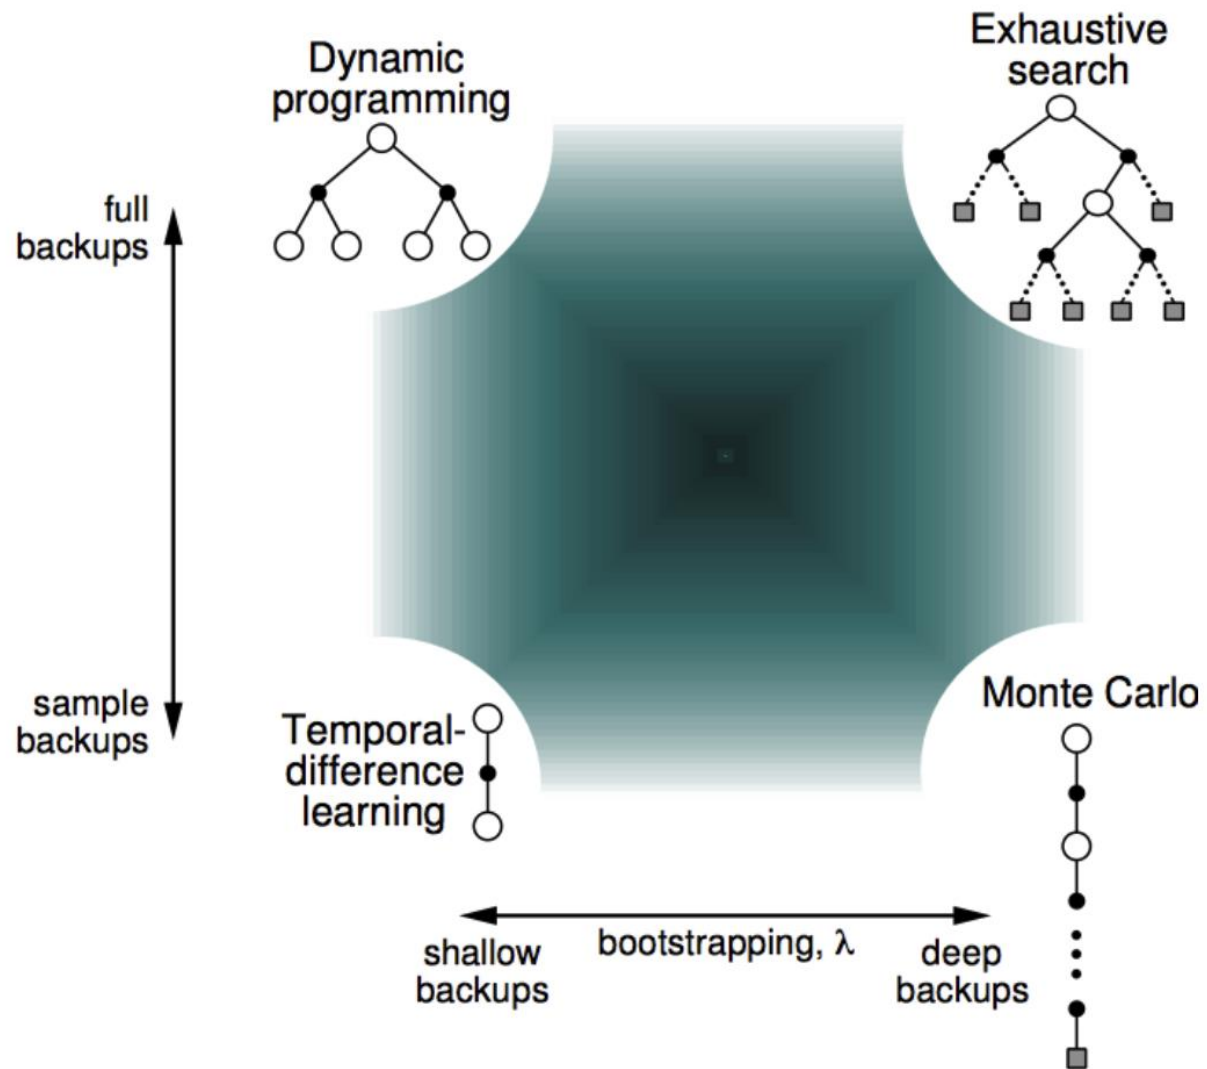 Dynamic
programming
Exhaustive
search
full
backups
sample
backups
Temporal-
difference
learning
Monte Carlo
bootstrapping, λ
shallow
backups
deep
backups